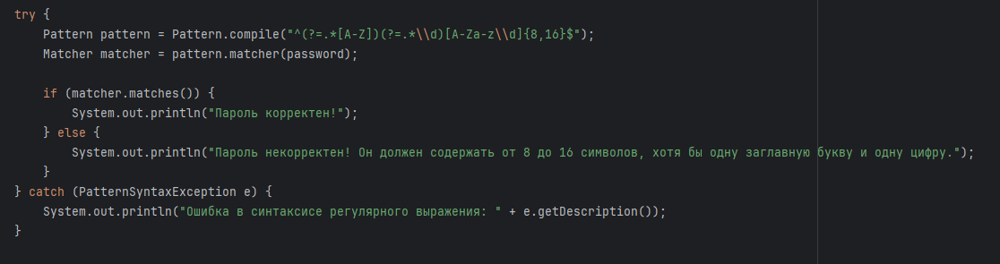 try {
    Pattern pattern = Pattern.compile("^(?=.*[A-Z])(?=.*\\d)[A-Za-z\\d]{8,16}$");
    Matcher matcher = pattern.matcher(password);

    if (matcher.matches()) {
        System.out.println("Пароль корректен!");
    } else {
        System.out.println("Пароль некорректен! Он должен содержать от 8 до 16 символов, хотя бы одну заглавную букву и одну цифру.");
    }
} catch (PatternSyntaxException e) {
    System.out.println("Ошибка в синтаксисе регулярного выражения: " + e.getDescription());
}